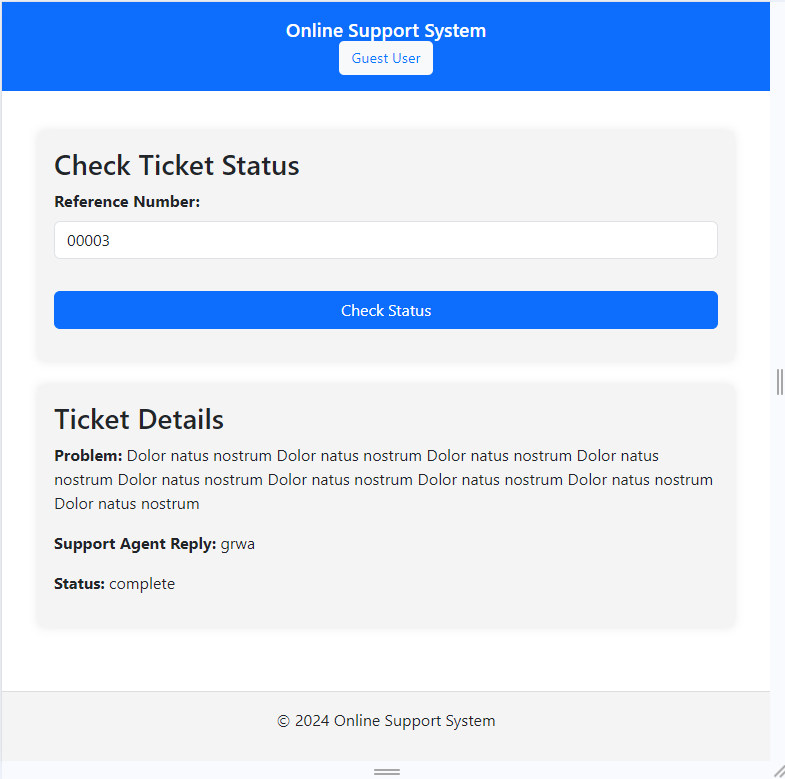 Online Support System
Guest User
Check Ticket Status
Reference Number:
00003
Check Status
Ticket Details
Problem: Dolor natus nostrum Dolor natus nostrum Dolor natus nostrum Dolor natus
nostrum Dolor natus nostrum Dolor natus nostrum Dolor natus nostrum Dolor natus nostrum
Dolor natus nostrum
Support Agent Reply: grwa
Status: complete
© 2024 Online Support System